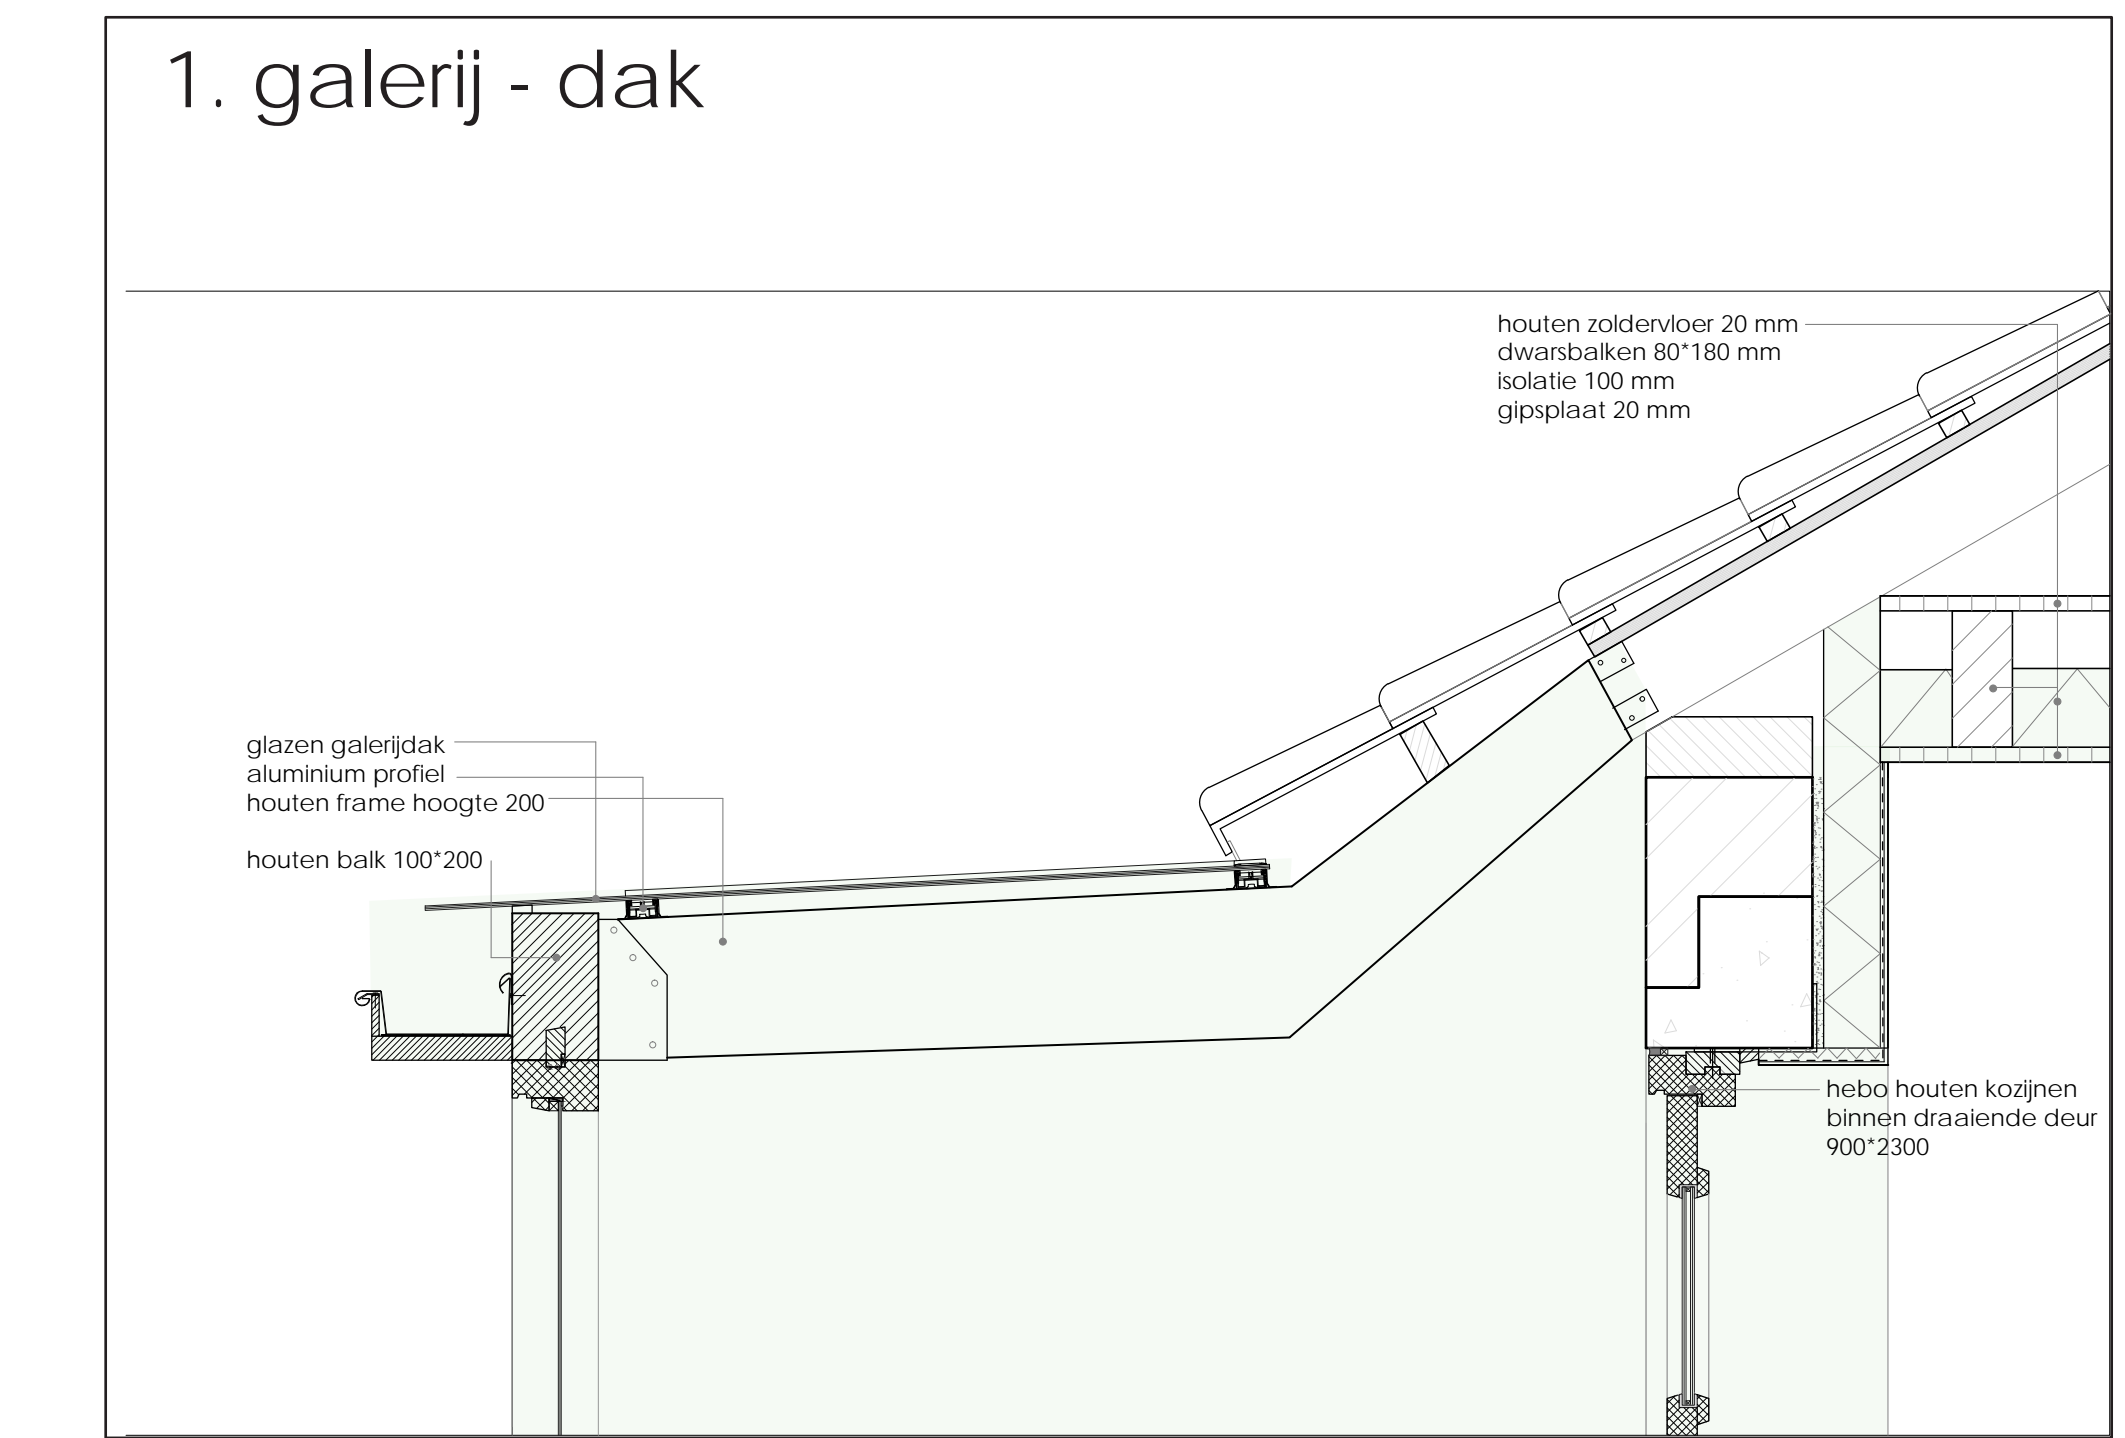 1. galerij - dak
houten zoldervloer 20 mm
dwarsbalken 80*180 mm
isolatie 100 mm
gipsplaat 20 mm
glazen galerijdak
aluminium profiel
houten frame hoogte 200
houten balk 100*200
hebo houten kozijnen
binnen draaiende deur
900*2300